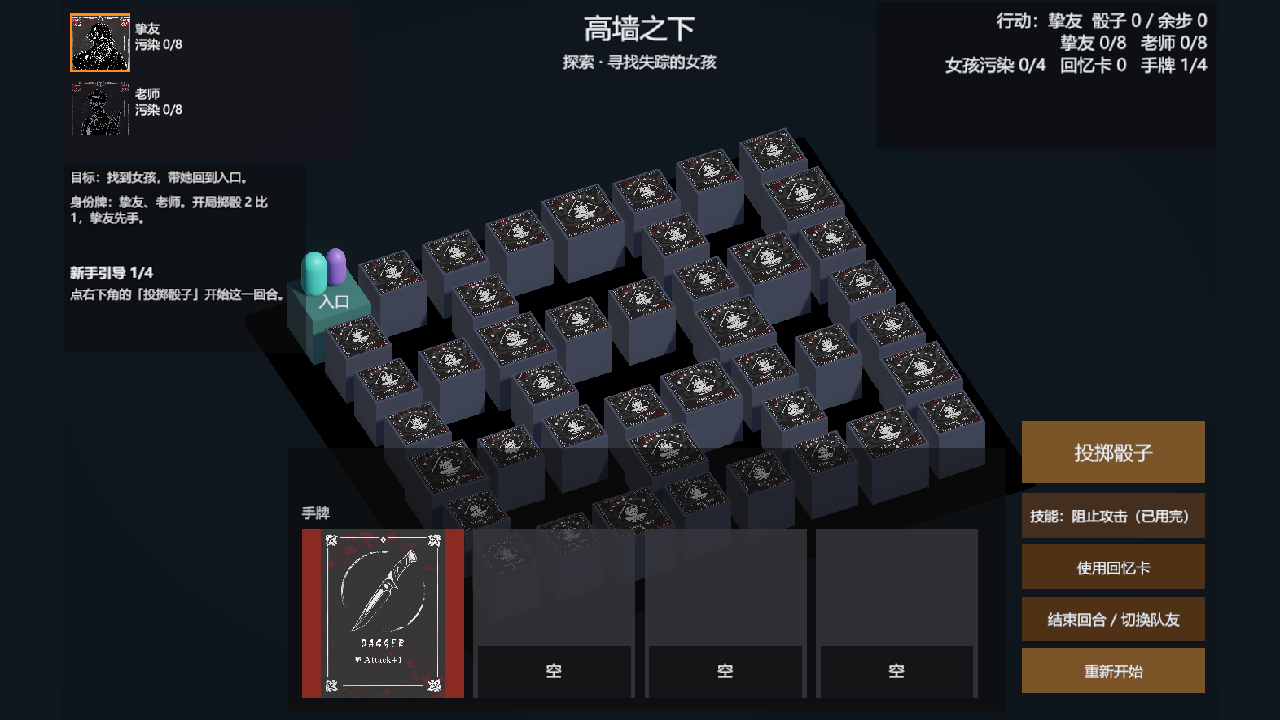 挚友
污染 0/8
老师
污染 0/8
高墙之下
探索 · 寻找失踪的女孩
行动：挚友 骰子 0 / 余步 0
挚友 0/8 老师 0/8
女孩污染 0/4 回忆卡 0 手牌 1/4
目标：找到女孩，带她回到入口。
身份牌：挚友、老师。开局掷骰 2 比
1，挚友先手。
新手引导 1/4
点右下角的「投掷骰子」开始这一回合。
入口
投掷骰子
技能：阻止攻击（已用完）
使用回忆卡
结束回合 / 切换队友
重新开始
手牌
DAGGER
Attack+1
空
空
空